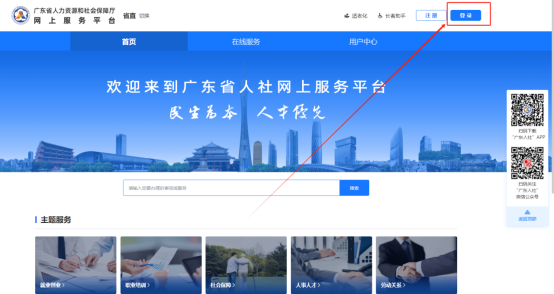 广东省人力资源和社会保障厅
网上服务平台
省直 切换
适老化
长者助手
注册
登录
首页
在线服务
用户中心
欢迎来到广东省人社网上服务平台
民生为本 人才优先
扫码下载
“广东人社”APP
扫码关注
“广东人社”
微信公众号
返回顶部
搜索
主题服务
就业创业
职业培训
社会保障
人事人才
劳动关系